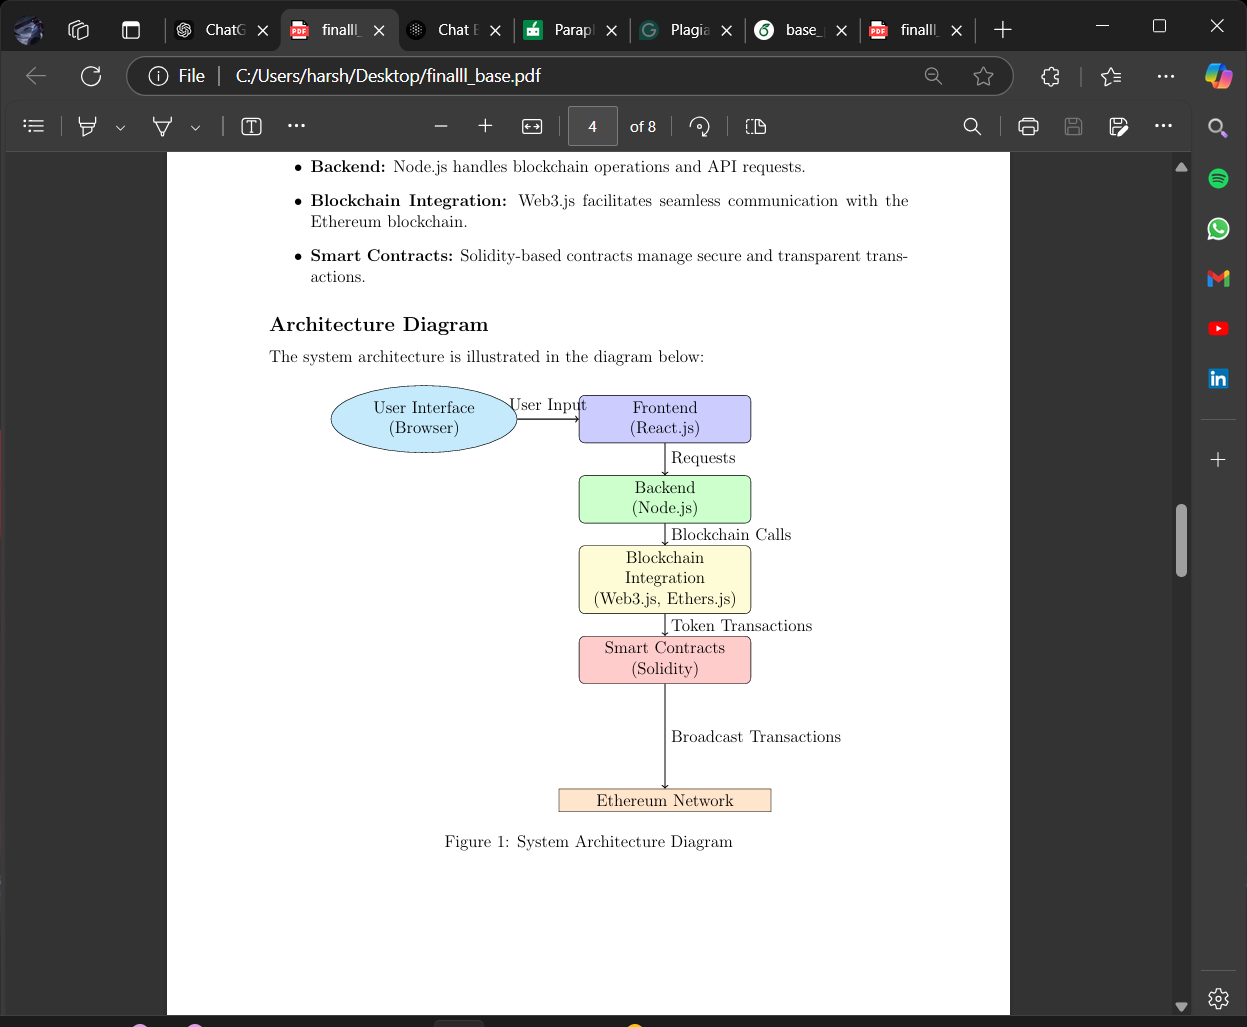 ChatG
finalll_
Chat E
Parapl
Plagia
base_
finalll_
File
C:/Users/harsh/Desktop/finalll_base.pdf
4 of 8
• Backend: Node.js handles blockchain operations and API requests.
• Blockchain Integration: Web3.js facilitates seamless communication with the
Ethereum blockchain.
• Smart Contracts: Solidity-based contracts manage secure and transparent trans-
actions.
Architecture Diagram
The system architecture is illustrated in the diagram below:
User Interface
(Browser)
User Input
Frontend
(React.js)
Requests
Backend
(Node.js)
Blockchain Calls
Blockchain
Integration
(Web3.js, Ethers.js)
Token Transactions
Smart Contracts
(Solidity)
Broadcast Transactions
Ethereum Network
Figure 1: System Architecture Diagram